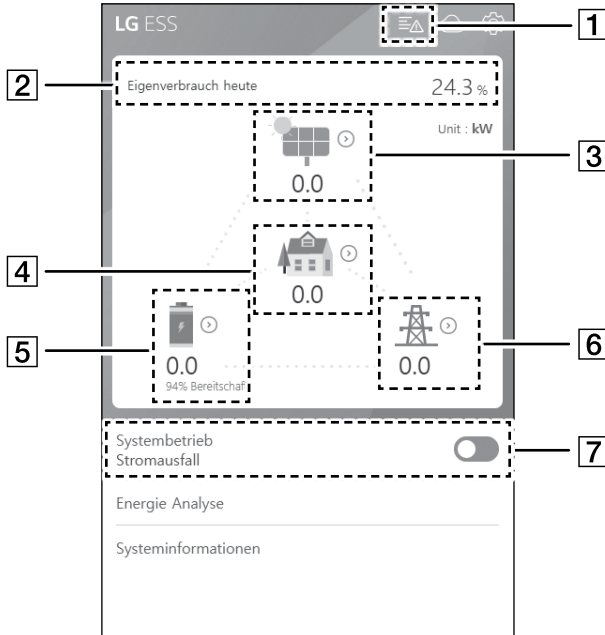 LG ESS
1
2
Eigenverbrauch heute
24.3 %
Unit : kW
3
0.0
4
0.0
5
0.0
94% Bereitschaf
6
0.0
Systembetrieb
Stromausfall
7
Energie Analyse
Systeminformationen